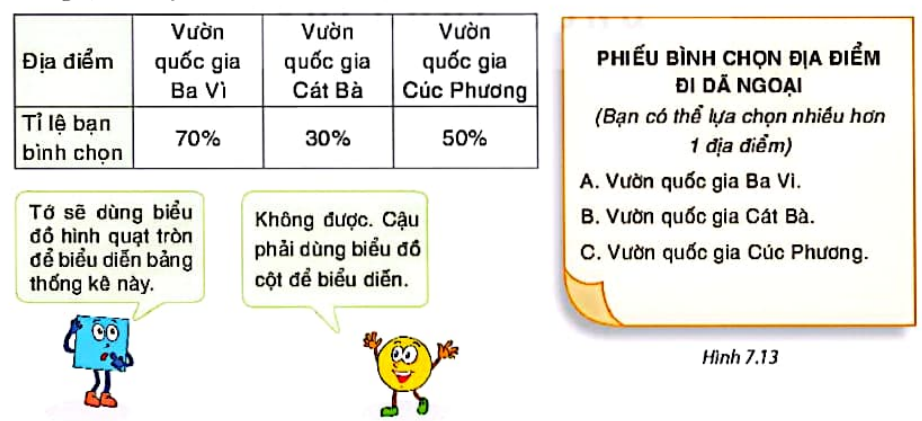 Địa điểm
Vườn
quốc gia
Ba Vì
Vườn
quốc gia
Cát Bà
Vườn
quốc gia
Cúc Phương
Tỉ lệ bạn
bình chọn
70%
30%
50%
Tớ sẽ dùng biểu
đồ hình quạt tròn
để biểu diễn bảng
thống kê này.
Không được. Cậu
phải dùng biểu đồ
cột để biểu diễn.
PHIẾU BÌNH CHỌN ĐỊA ĐIỂM
ĐI DÃ NGOẠI
(Bạn có thể lựa chọn nhiều hơn
1 địa điểm)
A. Vườn quốc gia Ba Vì.
B. Vườn quốc gia Cát Bà.
C. Vườn quốc gia Cúc Phương.
Hình 7.13